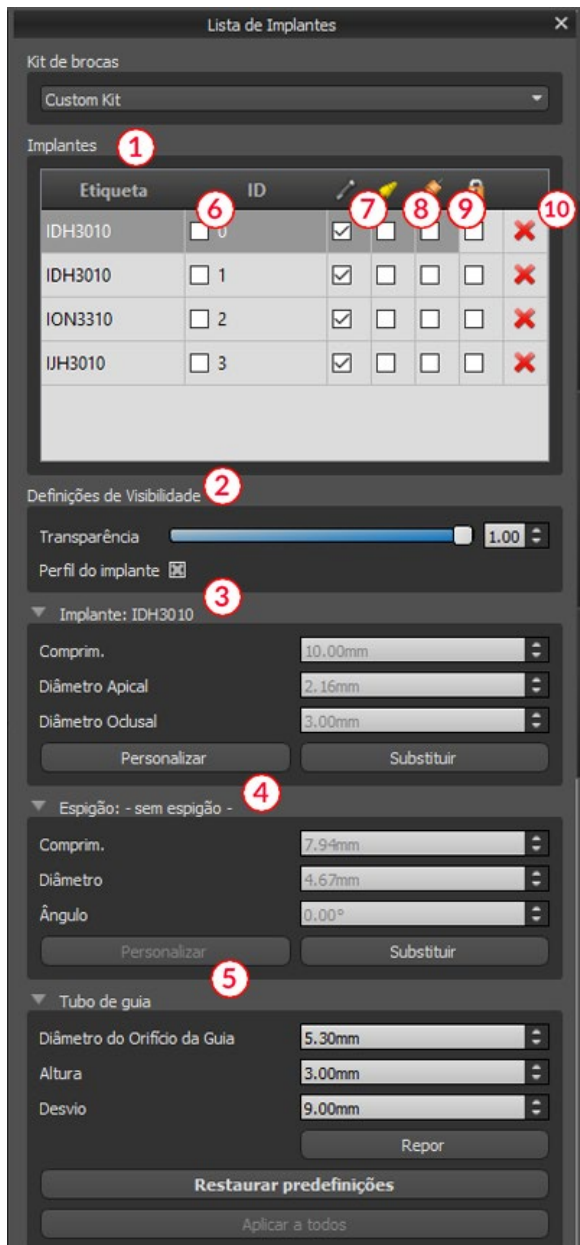 Lista de Implantes
Kit de brocas
Custom Kit
Implantes 1
Etiqueta ID
6 7 8 9 10
IDH3010 0
IDH3010 1
ION3310 2
IJH3010 3
Definições de Visibilidade 2
Transparência 1.00
Perfil do implante
3
Implante: IDH3010
Comprim. 10.00mm
Diâmetro Apical 2.16mm
Diâmetro Oclusal 3.00mm
Personalizar Substituir
4
Espigão: - sem espigão -
Comprim. 7.94mm
Diâmetro 4.67mm
Ângulo 0.00°
Personalizar Substituir
5
Tubo de guia
Diâmetro do Orifício da Guia 5.30mm
Altura 3.00mm
Desvio 9.00mm
Repor
Restaurar predefinições
Aplicar a todos